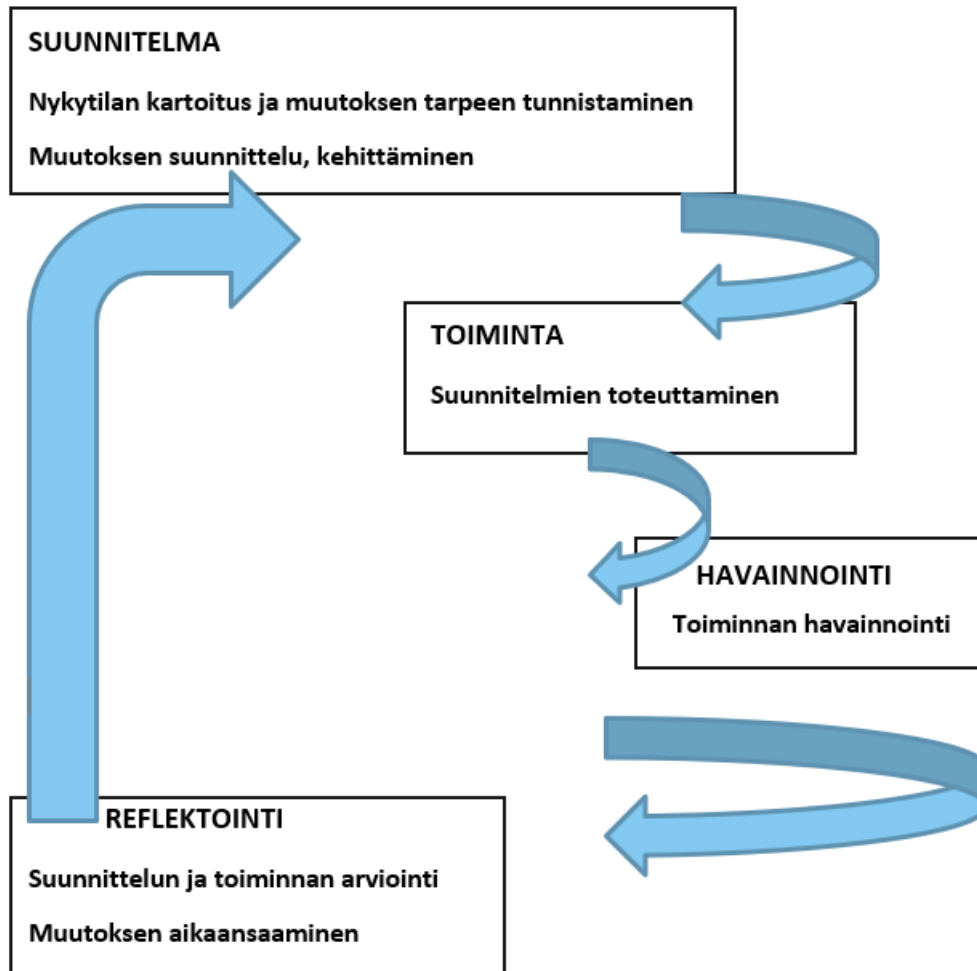 SUUNNITELMA
Nykytilan kartoitus ja muutoksen tarpeen tunnistaminen
Muutoksen suunnittelu, kehittäminen
TOIMINTA
Suunnitelmien toteuttaminen
HAVAINNOINTI
Toiminnan havainnointi
REFLEKTOINTI
Suunnittelun ja toiminnan arviointi
Muutoksen aikaansaaminen